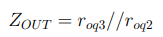 Z_{OUT} = r_{oq3}//r_{oq2}